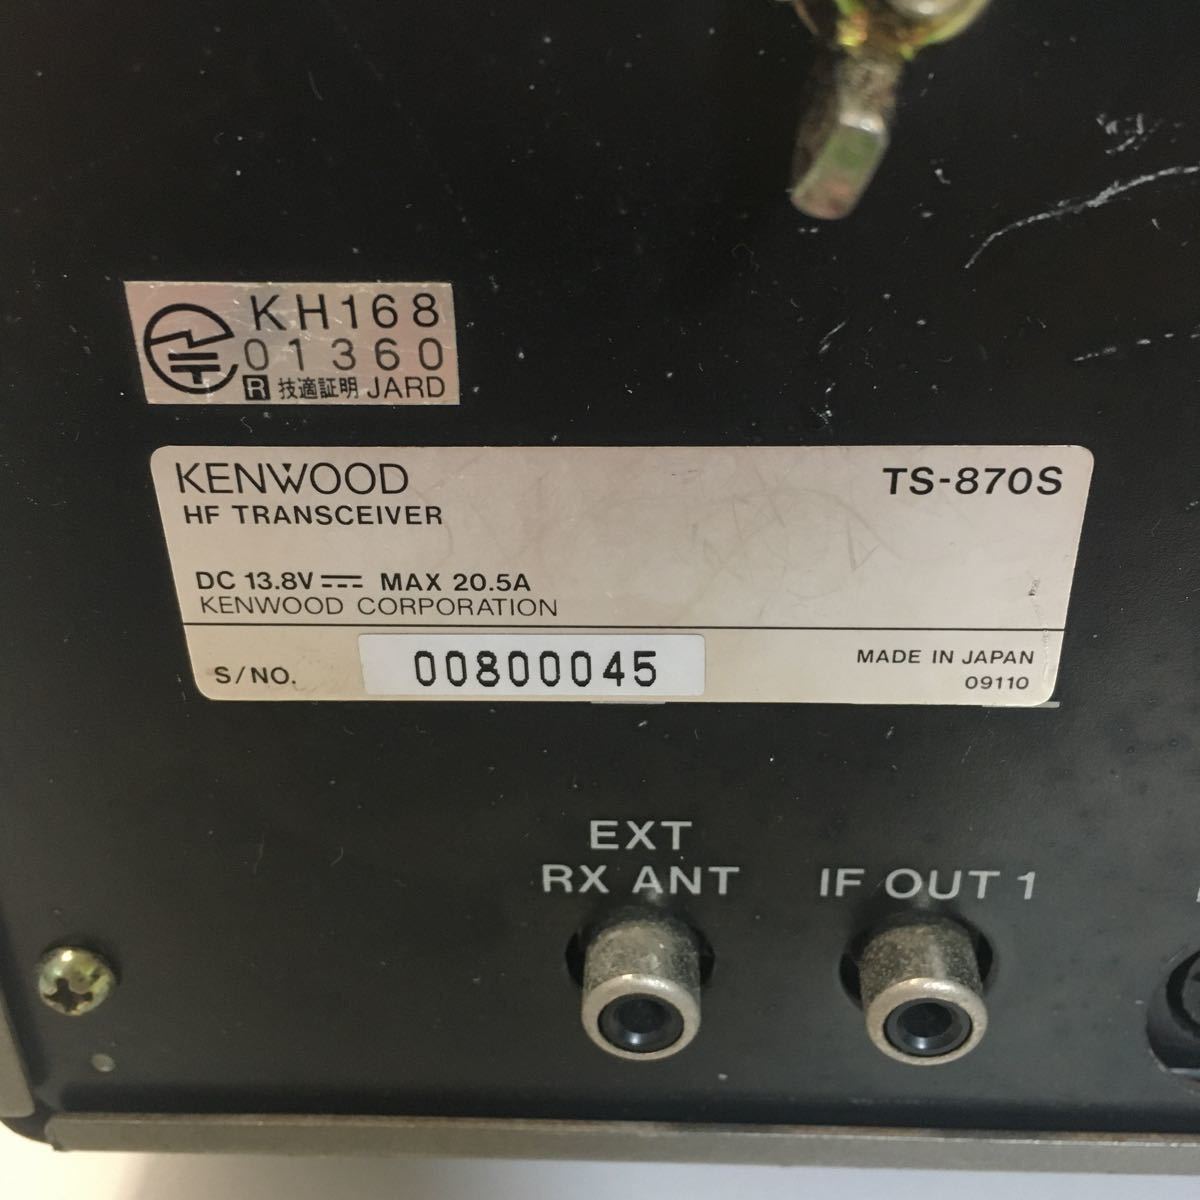 KH168
01360
R 技適証明 JARD
KENWOOD
TS-870S
HF TRANSCEIVER
DC 13.8V MAX 20.5A
KENWOOD CORPORATION
S/NO. 00800045
MADE IN JAPAN
09110
EXT
RX ANT
IF OUT 1